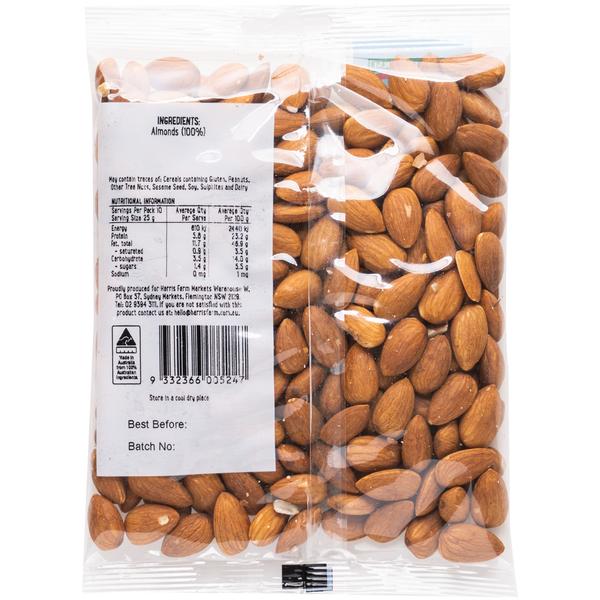 INGREDIENTS:
Almonds (100%)
May contain traces of: Cereals containing Gluten, Peanuts,
Other Tree Nuts, Sesame Seed, Soy, Sulphites and Dairy
NUTRITIONAL INFORMATION
Servings Per Pack 10 Average Qty Average Qty
Serving Size 25 g Per Serve Per 100 g
Energy 610 kj 2440 kj
Protein 5.8 g 23.2 g
Fat, total 11.7 g 46.9 g
- saturated 0.9 g 3.5 g
Carbohydrate 3.5 g 14.0 g
- sugars 1.4 g 5.5 g
Sodium 0 mg 1 mg
Proudly produced for Harris Farm Markets Warehouse W,
PO Box 57, Sydney Markets, Flemington NSW 2129.
Tel: 02 9394 3111. If you are not satisfied with this
product contact us at: hello@harrisfarm.com.au.
Made in
Australia
from 100%
Australian
ingredients
9 332366 005247
Store in a cool dry place
Best Before:
Batch No: